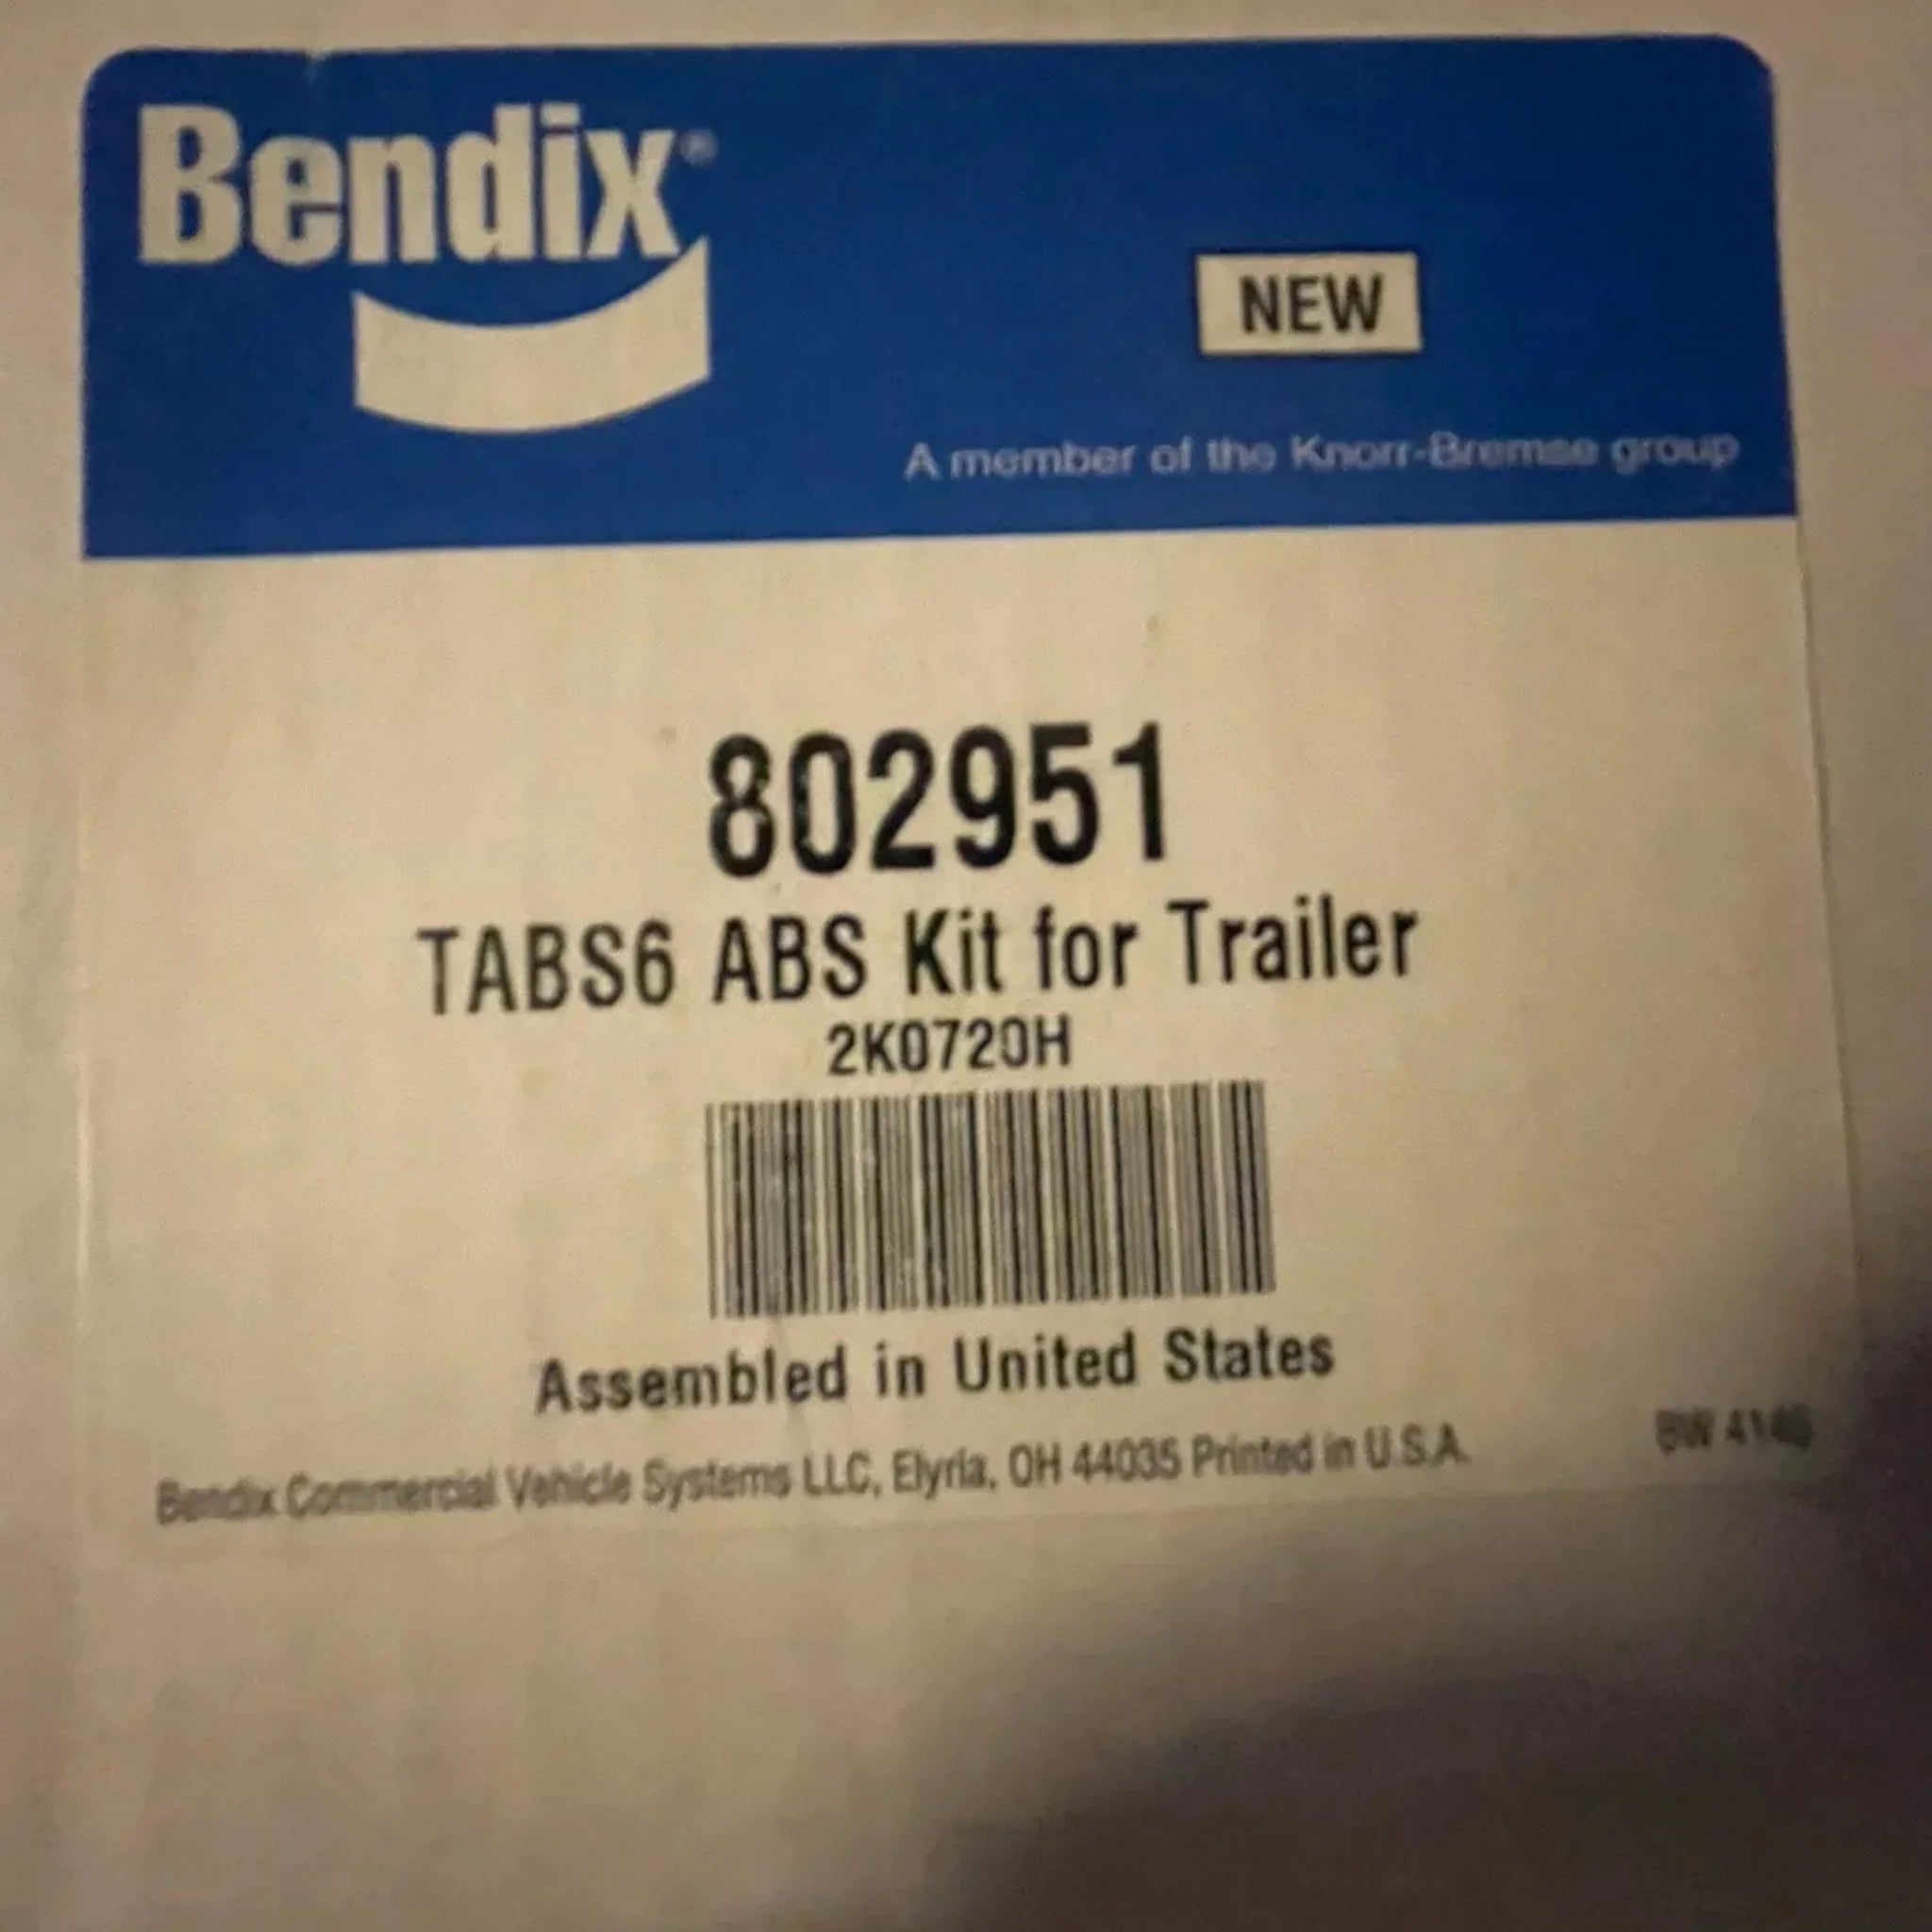 Bendix®
NEW
A member of the Knorr-Bremse group
802951
TABS6 ABS Kit for Trailer
2K0720H
Assembled in United States
Bendix Commercial Vehicle Systems LLC, Elyria, OH 44035 Printed in U.S.A.
BW